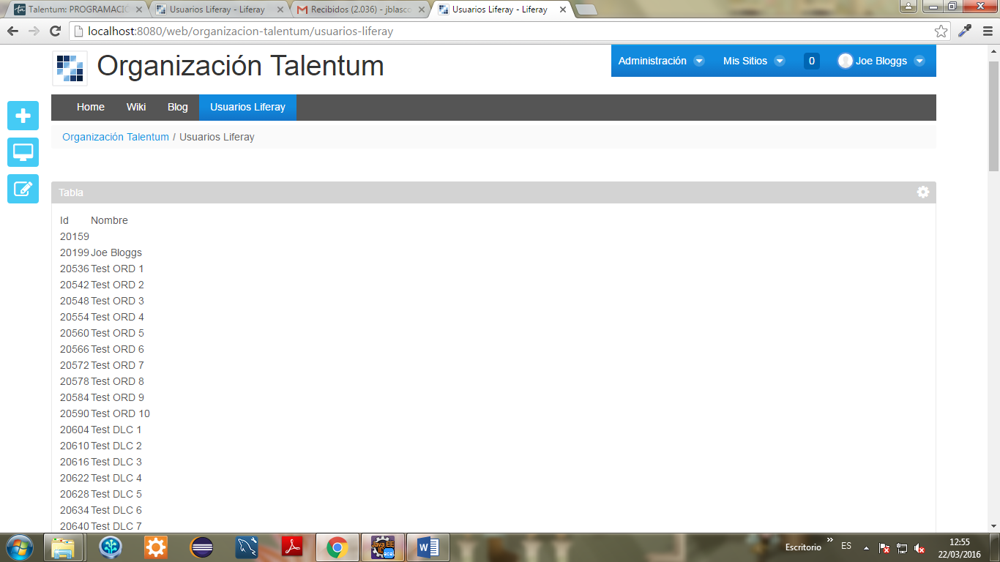 Talentum: PROGRAMACIÓ
Usuarios Liferay - Liferay
Recibidos (2.036) - jblasco
Usuarios Liferay - Liferay
localhost:8080/web/organizacion-talentum/usuarios-liferay
Organización Talentum
Administración Mis Sitios 0 Joe Bloggs
Home Wiki Blog Usuarios Liferay
Organización Talentum / Usuarios Liferay
Tabla
Id Nombre
20159
20199 Joe Bloggs
20536 Test ORD 1
20542 Test ORD 2
20548 Test ORD 3
20554 Test ORD 4
20560 Test ORD 5
20566 Test ORD 6
20572 Test ORD 7
20578 Test ORD 8
20584 Test ORD 9
20590 Test ORD 10
20604 Test DLC 1
20610 Test DLC 2
20616 Test DLC 3
20622 Test DLC 4
20628 Test DLC 5
20634 Test DLC 6
20640 Test DLC 7
Java EE
Escritorio » ES
12:55
22/03/2016